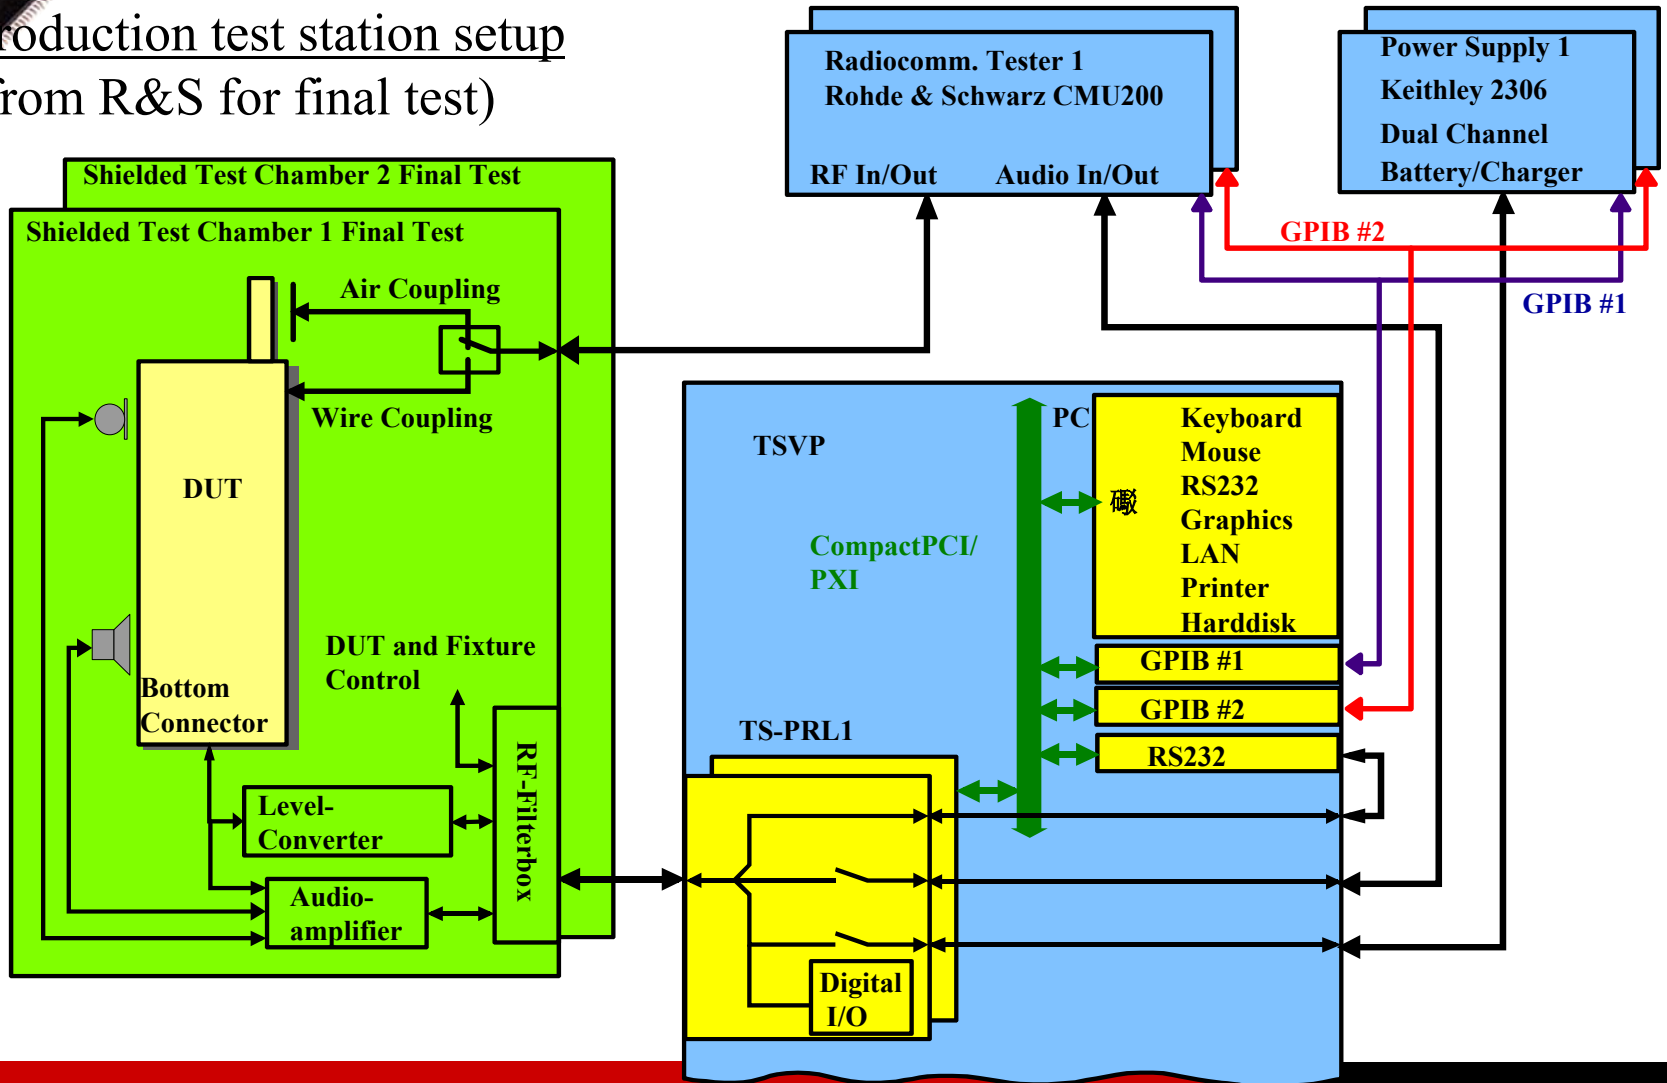 roduction test station setup
rom R&S for final test)
Radiocomm. Tester 1
Rohde & Schwarz CMU200
RF In/Out Audio In/Out
Power Supply 1
Keithley 2306
Dual Channel
Battery/Charger
GPIB #2
GPIB #1
Shielded Test Chamber 2 Final Test
Shielded Test Chamber 1 Final Test
Air Coupling
Wire Coupling
DUT
Bottom
Connector
DUT and Fixture
Control
Level-
Converter
Audio-
amplifier
RF-Filterbox
TSVP
PC
CompactPCI/
PXI
Keyboard
Mouse
RS232
Graphics
LAN
Printer
Harddisk
GPIB #1
GPIB #2
RS232
TS-PRL1
Digital
I/O